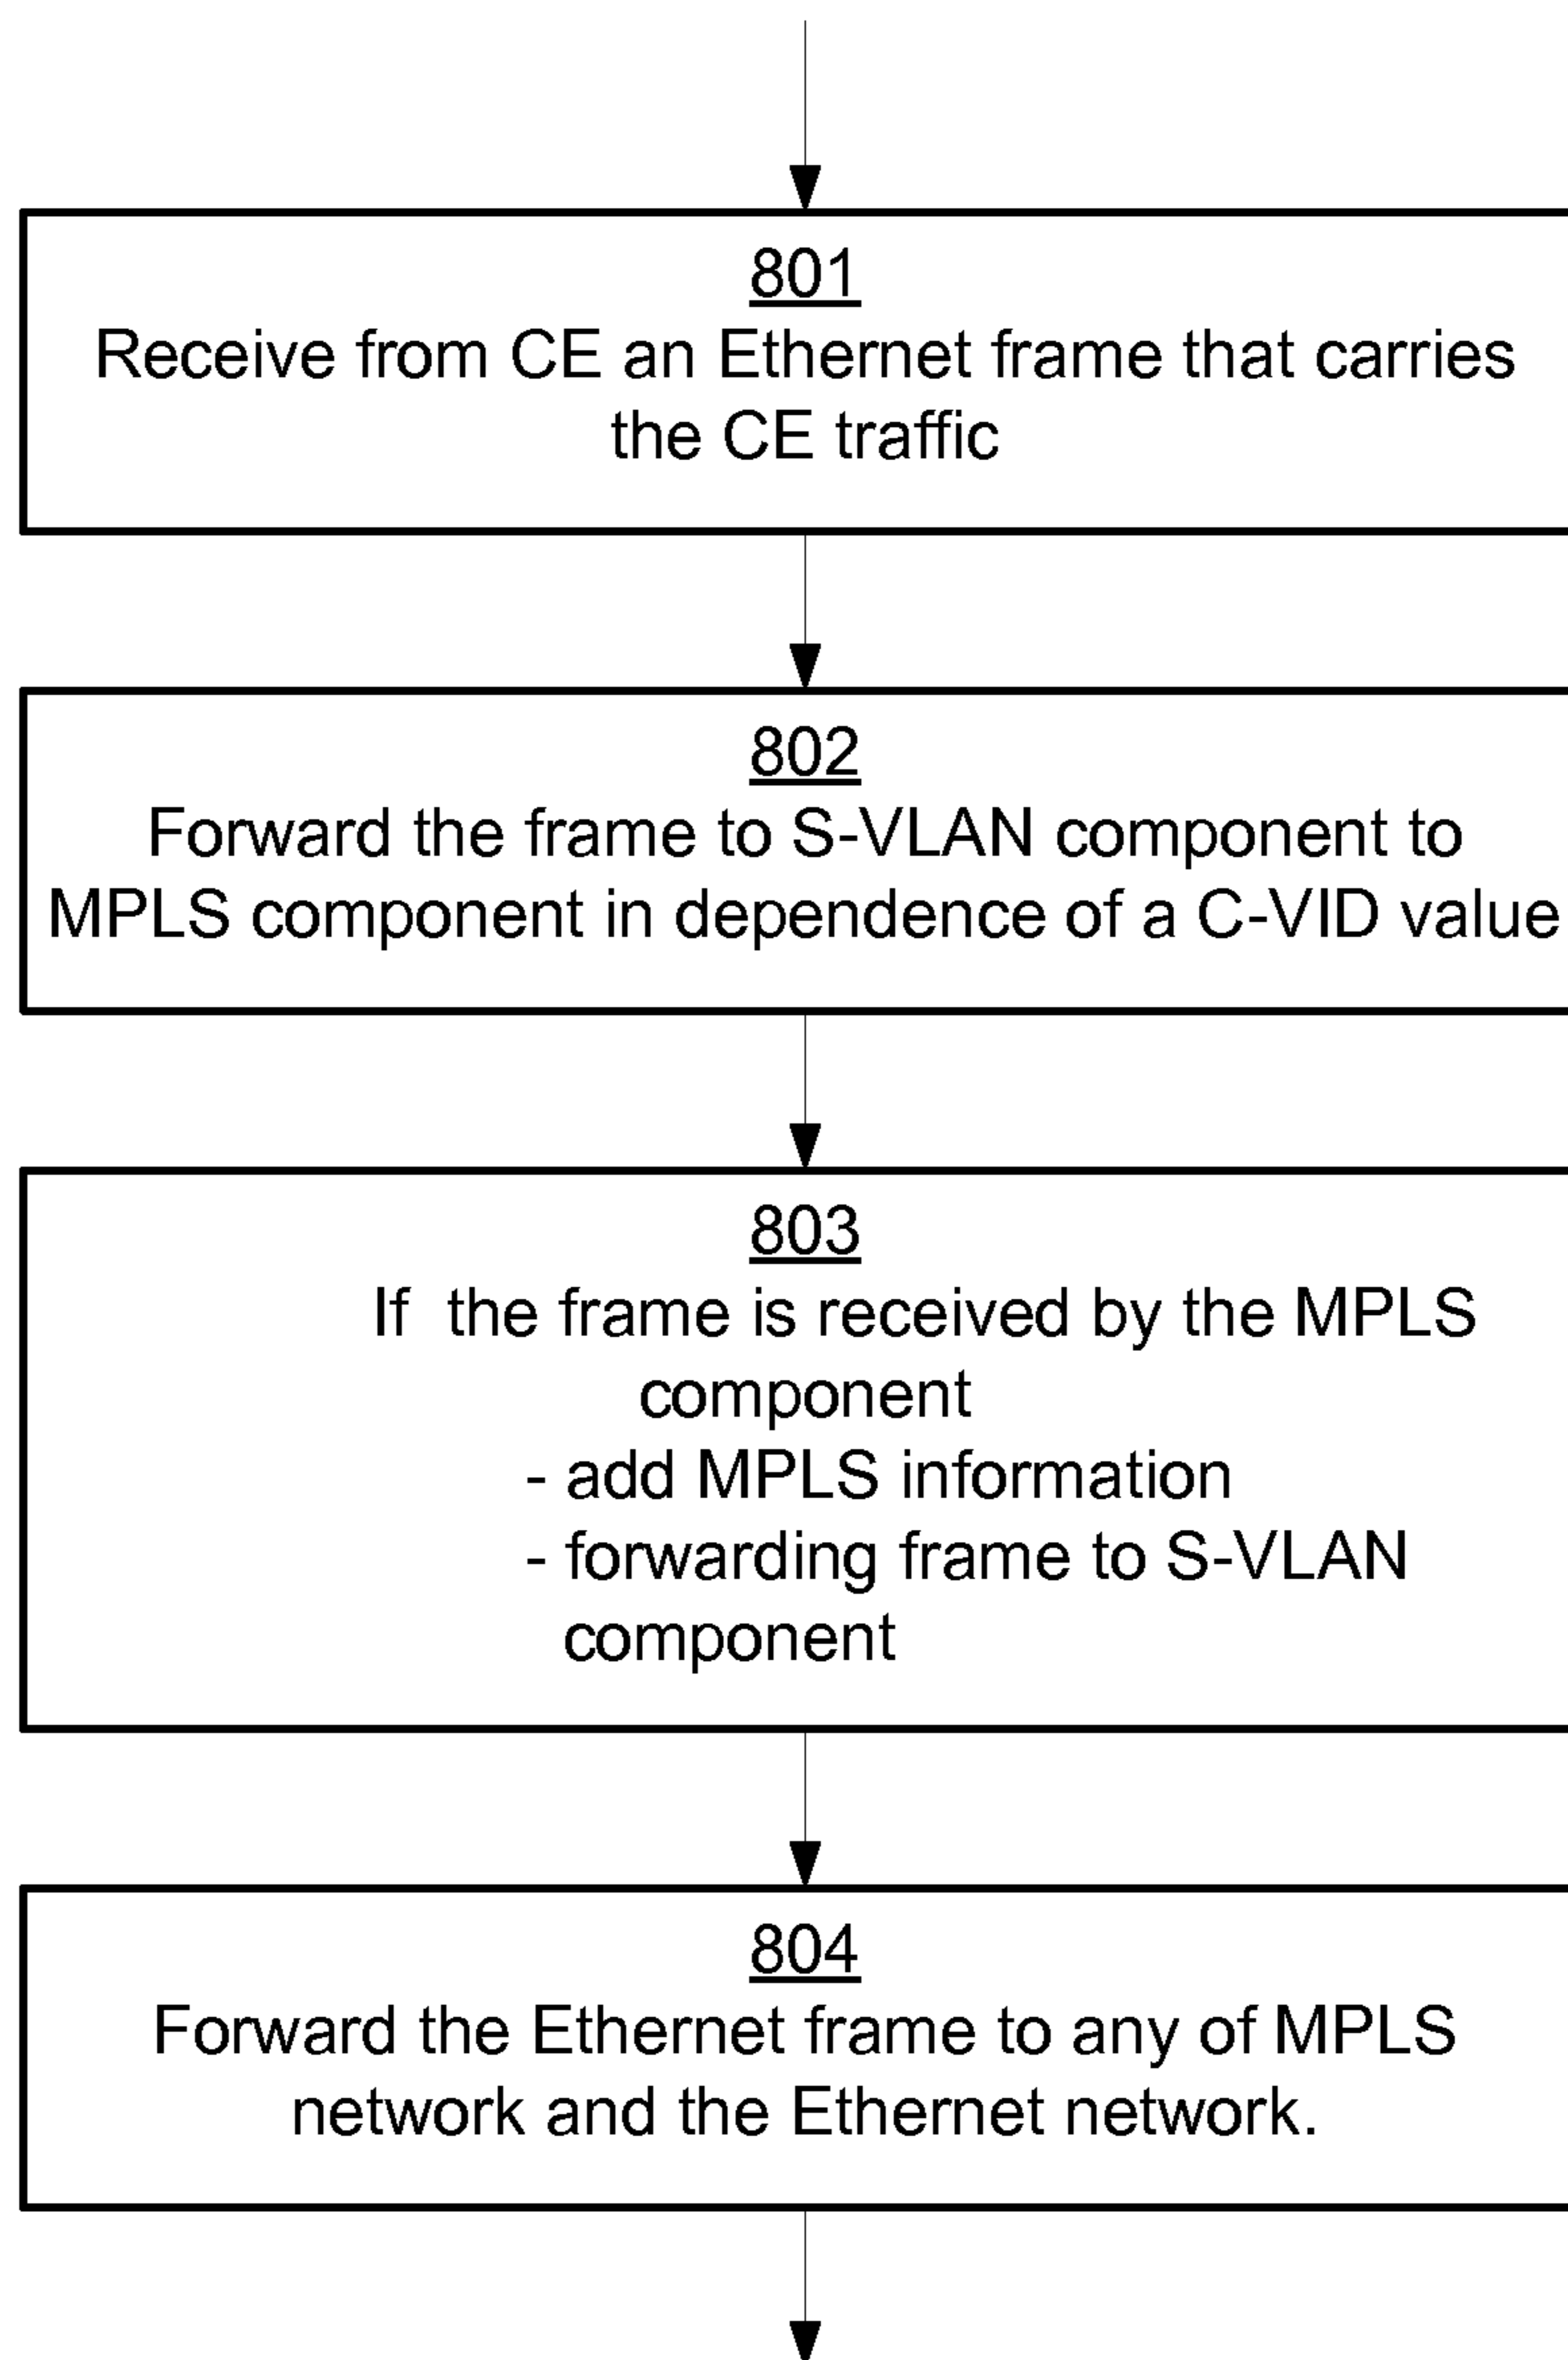 801
Receive from CE an Ethernet frame that carries
the CE traffic
802
Forward the frame to S-VLAN component to
MPLS component in dependence of a C-VID value
803
If the frame is received by the MPLS
component
- add MPLS information
- forwarding frame to S-VLAN
component
804
Forward the Ethernet frame to any of MPLS
network and the Ethernet network.